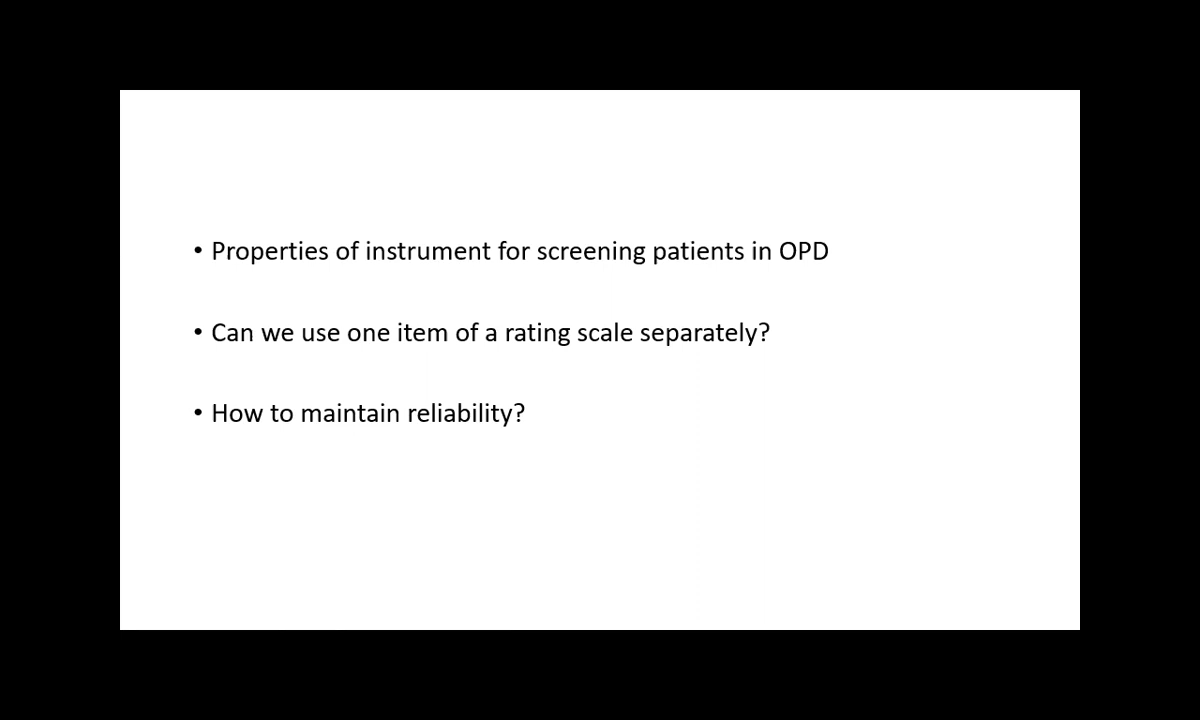 • Properties of instrument for screening patients in OPD
• Can we use one item of a rating scale separately?
• How to maintain reliability?